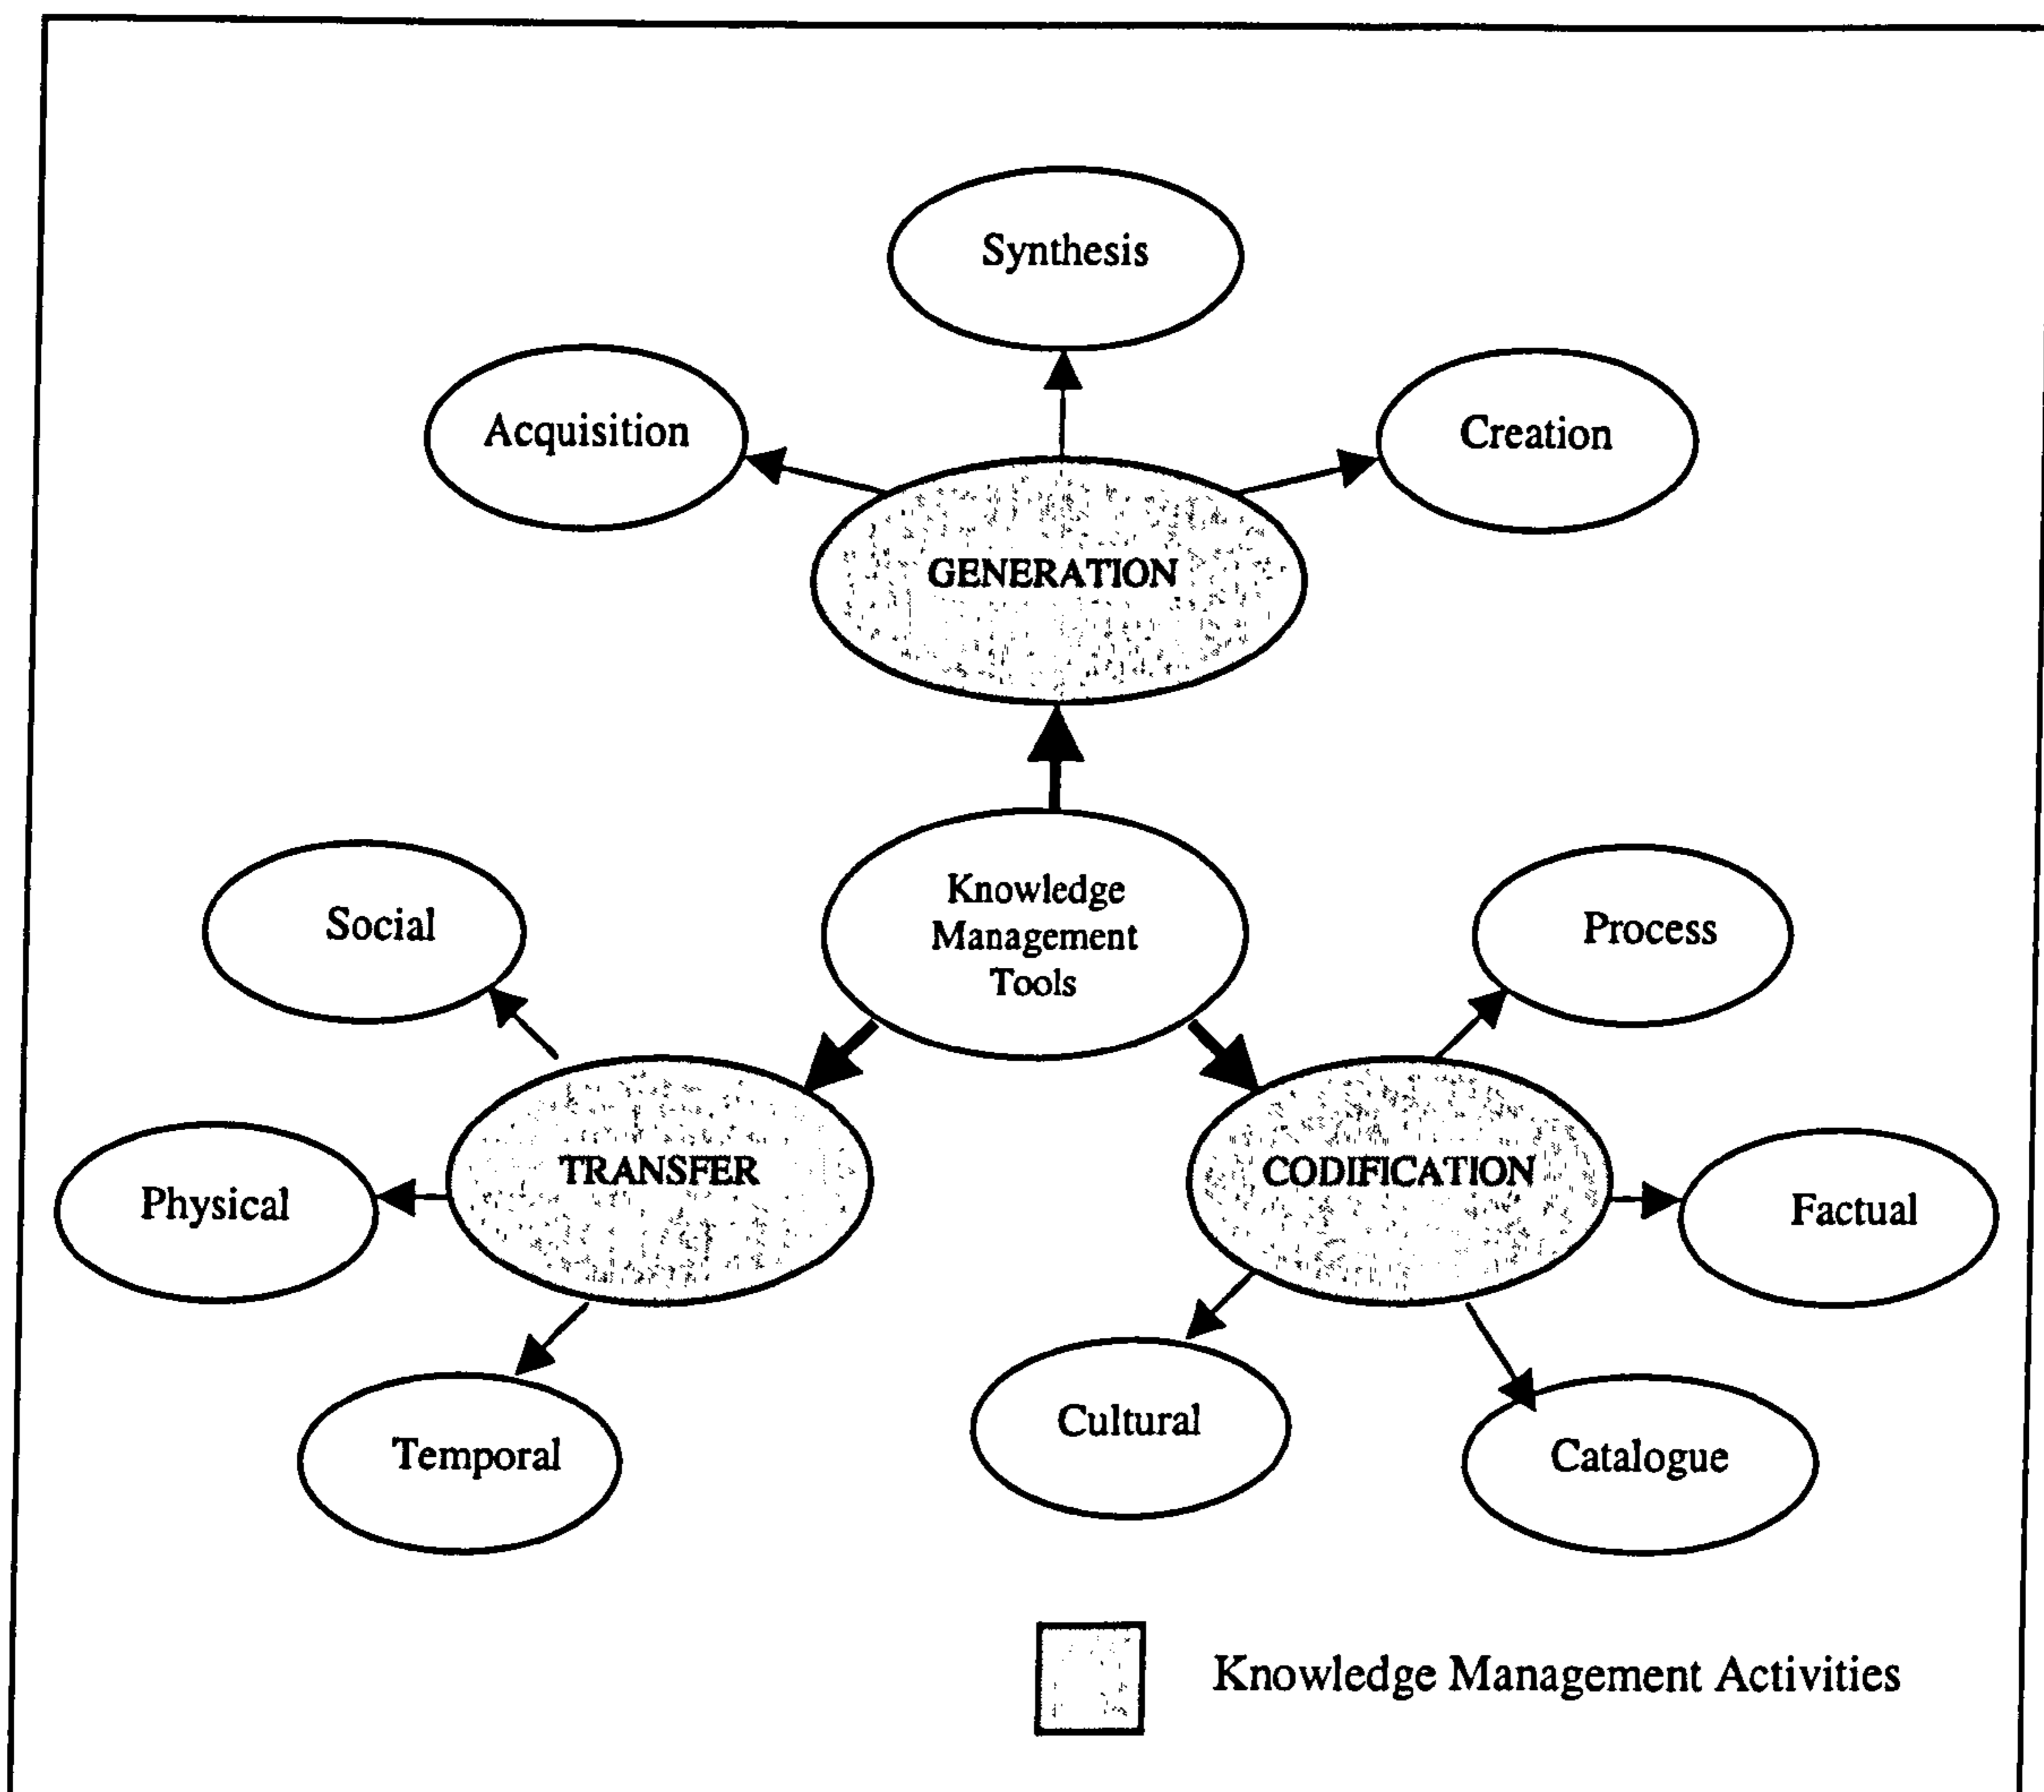 Synthesis
Acquisition
Creation
GENERATION
Knowledge
Management
Tools
Social
Process
TRANSFER
CODIFICATION
Physical
Factual
Cultural
Temporal
Catalogue
Knowledge Management Activities